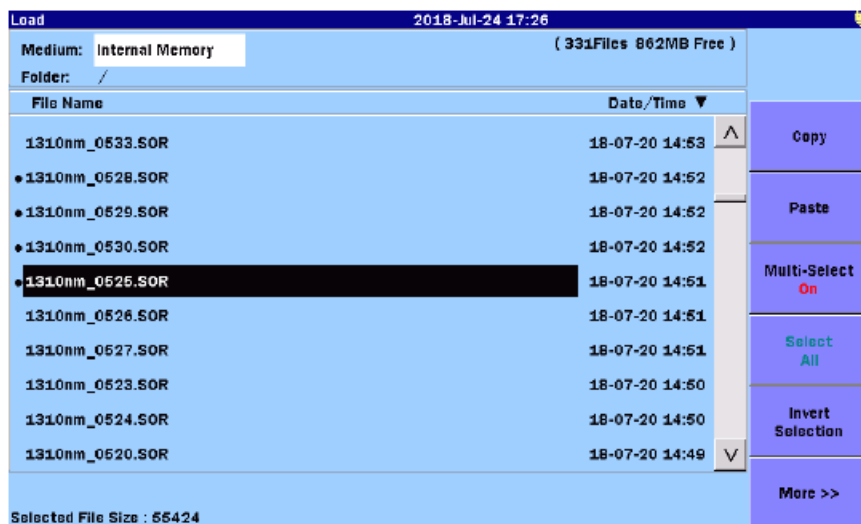 Load 2018-Jul-24 17:26
Medium: Internal Memory (331Files 862MB Free)
Folder: /
File Name Date/Time ▼
1310nm_0533.SOR 18-07-20 14:53
•1310nm_0528.SOR 18-07-20 14:52
•1310nm_0529.SOR 18-07-20 14:52
•1310nm_0530.SOR 18-07-20 14:52
•1310nm_0525.SOR 18-07-20 14:51
1310nm_0526.SOR 18-07-20 14:51
1310nm_0527.SOR 18-07-20 14:51
1310nm_0523.SOR 18-07-20 14:50
1310nm_0524.SOR 18-07-20 14:50
1310nm_0520.SOR 18-07-20 14:49
Selected File Size : 55424
Copy
Paste
Multi-Select
On
Select
All
Invert
Selection
More >>